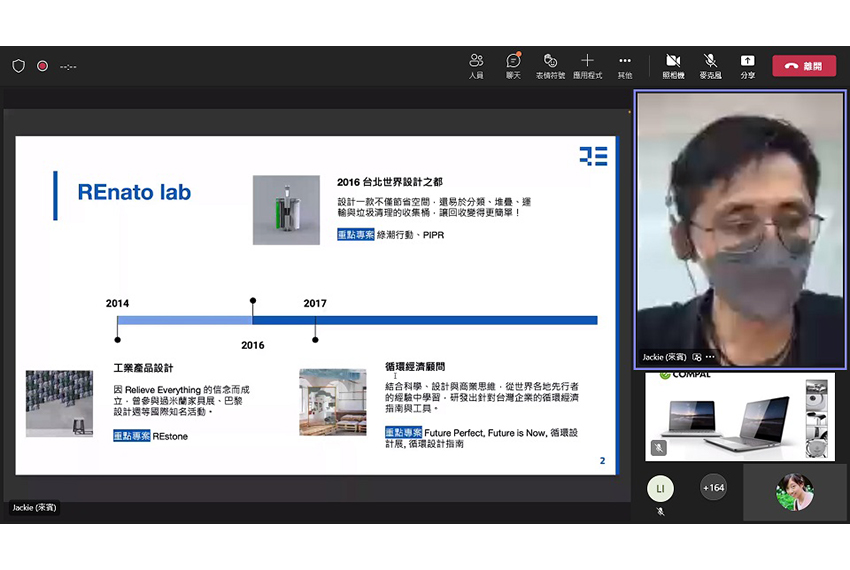 --:--
人員
聊天
表情符號
應用程式
其他
照相機
麥克風
分享
離開
REnato lab
2016 台北世界設計之都
設計一款不僅節省空間，還易於分類、堆疊、運
輸與垃圾清理的收集桶，讓回收變得更簡單！
重點專案 綠潮行動、PIPR
2014
2017
2016
工業產品設計
因 Relieve Everything 的信念而成
立，曾參與過米蘭家具展、巴黎
設計週等國際知名活動。
重點專案 REstone
循環經濟顧問
結合科學、設計與商業思維，從世界各地先行者
的經驗中學習，研發出針對台灣企業的循環經濟
指南與工具。
重點專案 Future Perfect, Future is Now, 循環設
計展, 循環設計指南
2
Jackie (來賓)
Jackie (來賓)
COMPAL
LI
+164